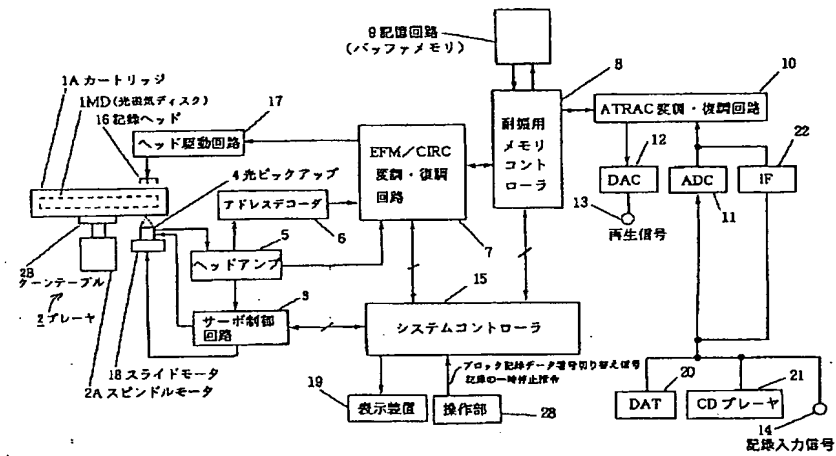 9 記憶回路
(バッファメモリ)
8
10
1A カートリッジ
1MD(光磁気ディスク)
16 記録ヘッド
17
ヘッド駆動回路
4 光ピックアップ
アドレスデコーダ
6
5
ヘッドアンプ
EFM/CIRC
変調・復調
回路
7
耐振用
メモリ
コント
ローラ
ATRAC 変調・復調回路
12
22
DAC
ADC
IF
13
11
再生信号
2B
ターンテーブル
2 プレーヤ
3
サーボ制御
回路
15
システムコントローラ
18 スライドモータ
2A スピンドルモータ
ブロック記録データ番号切り替え信号
記録の一時停止指令
19
表示装置
操作部
23
20
DAT
21
CD プレーヤ
14
記録入力信号